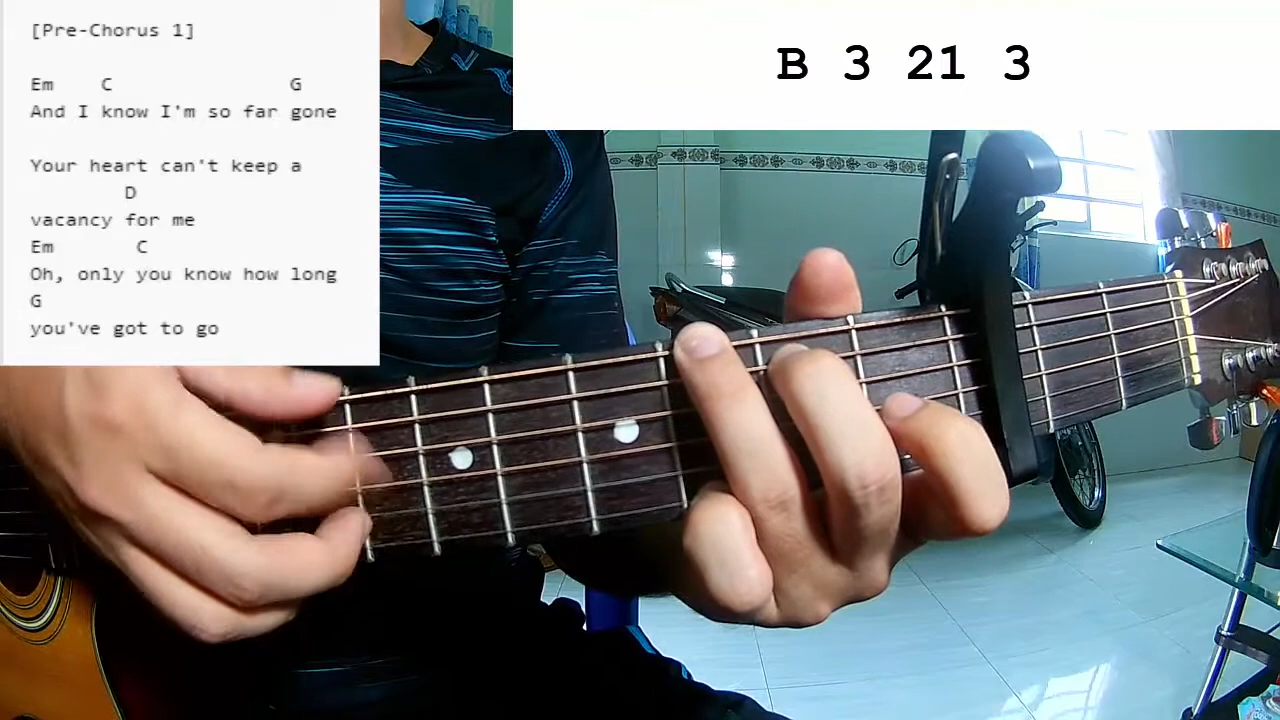 [Pre-Chorus 1]
Em C G
And I know I'm so far gone
Your heart can't keep a
D
vacancy for me
Em C
Oh, only you know how long
G
you've got to go
B 3 21 3